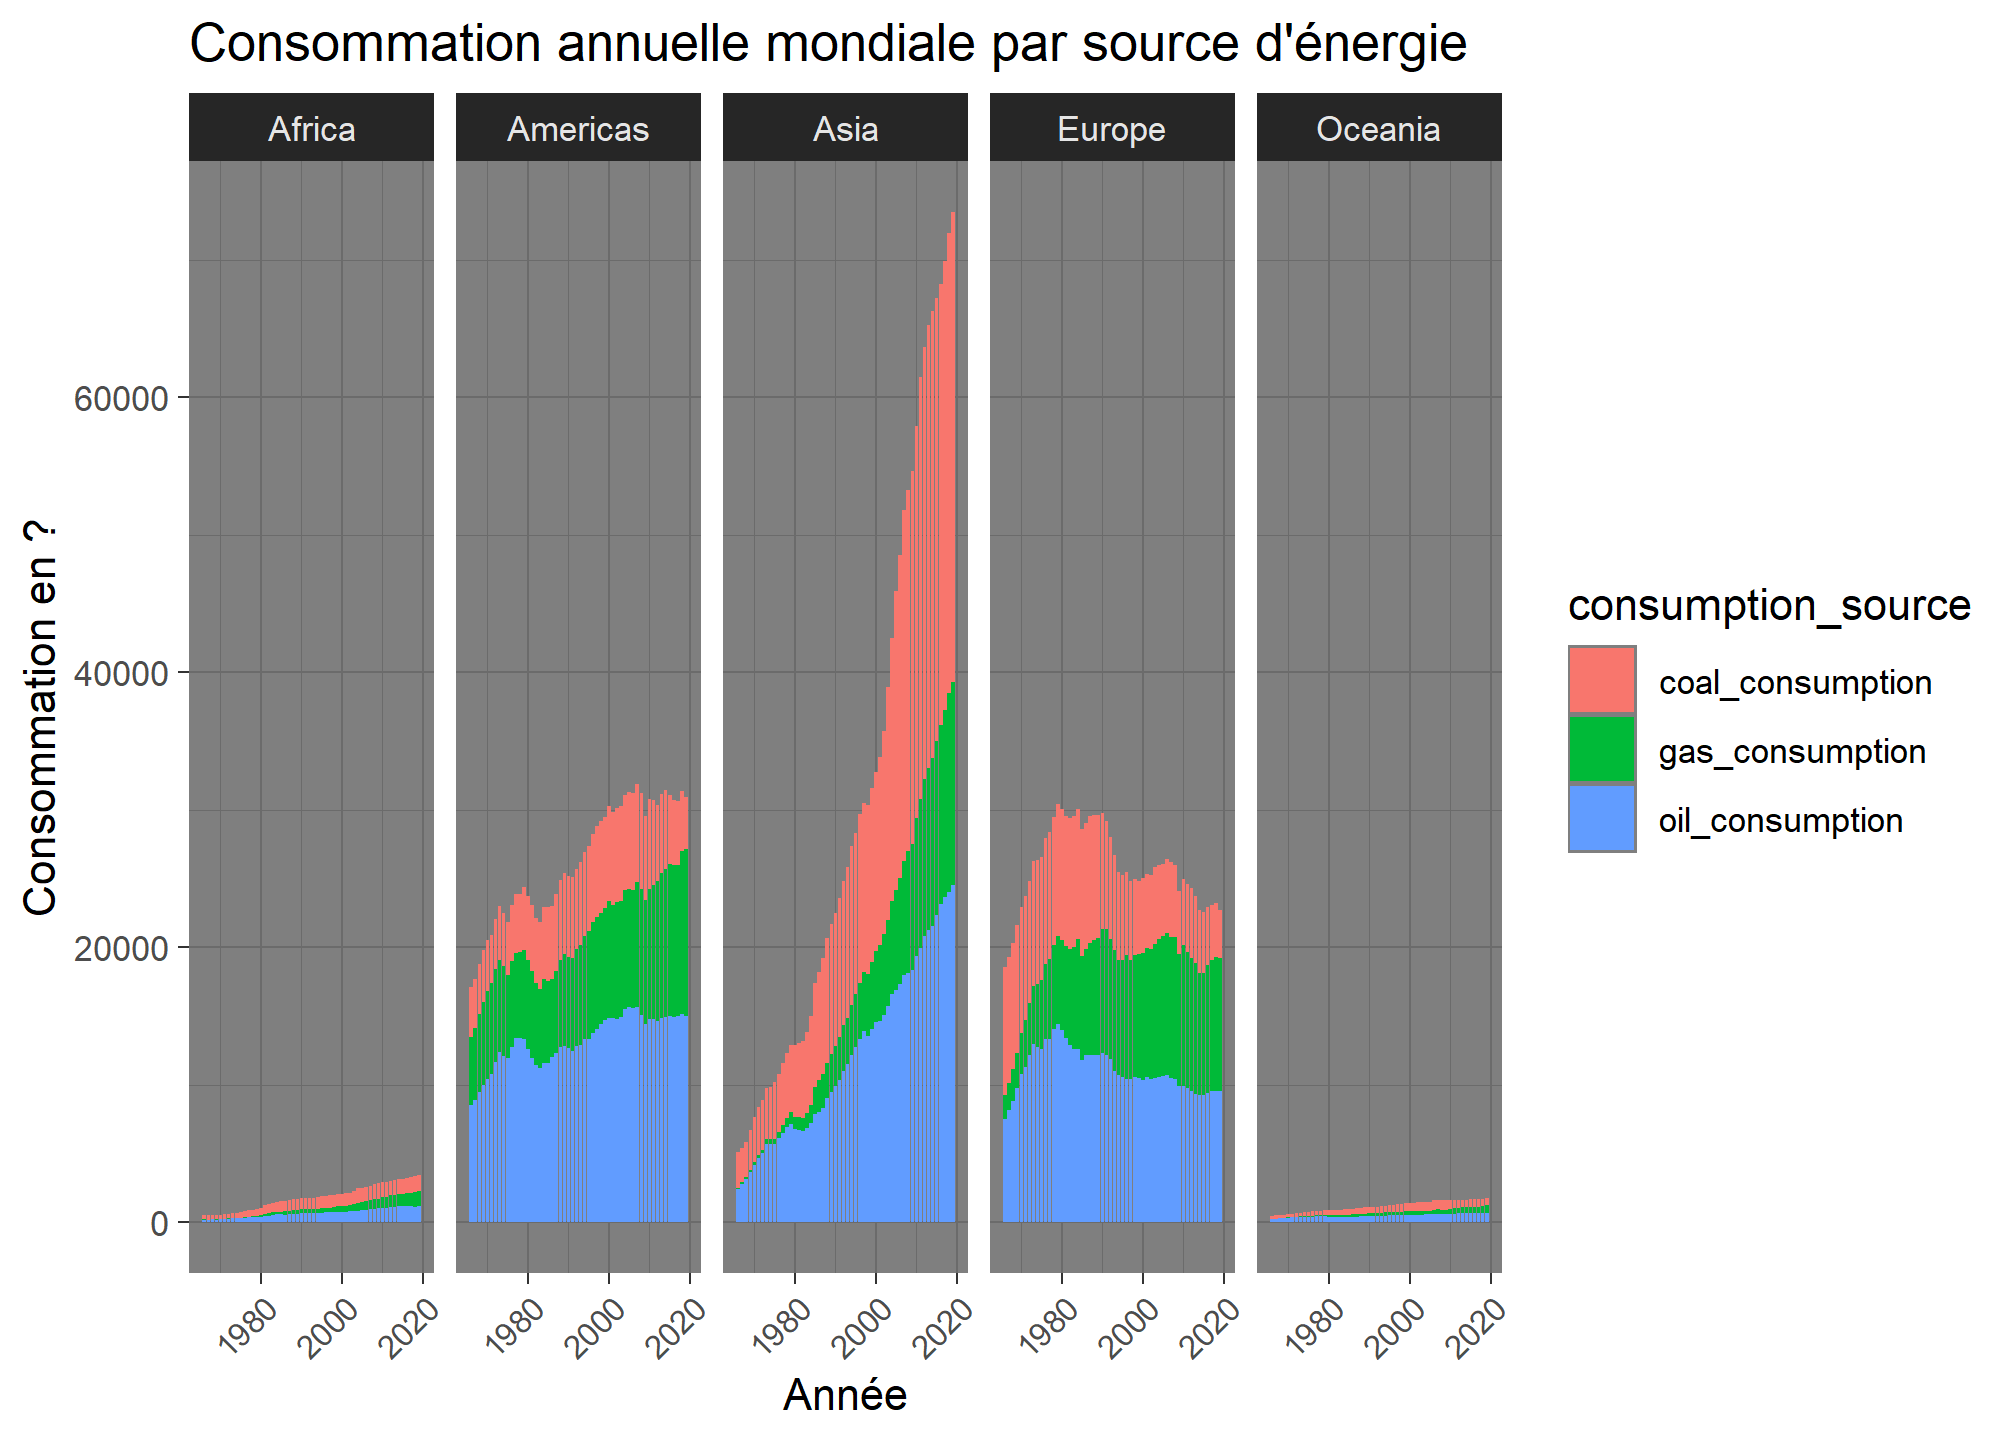 Consommation annuelle mondiale par source d'énergie
Africa
Americas
Asia
Europe
Oceania
Consommation en ?
60000
40000
20000
0
1980
2000
2020
1980
2000
2020
1980
2000
2020
1980
2000
2020
1980
2000
2020
Année
consumption_source
coal_consumption
gas_consumption
oil_consumption